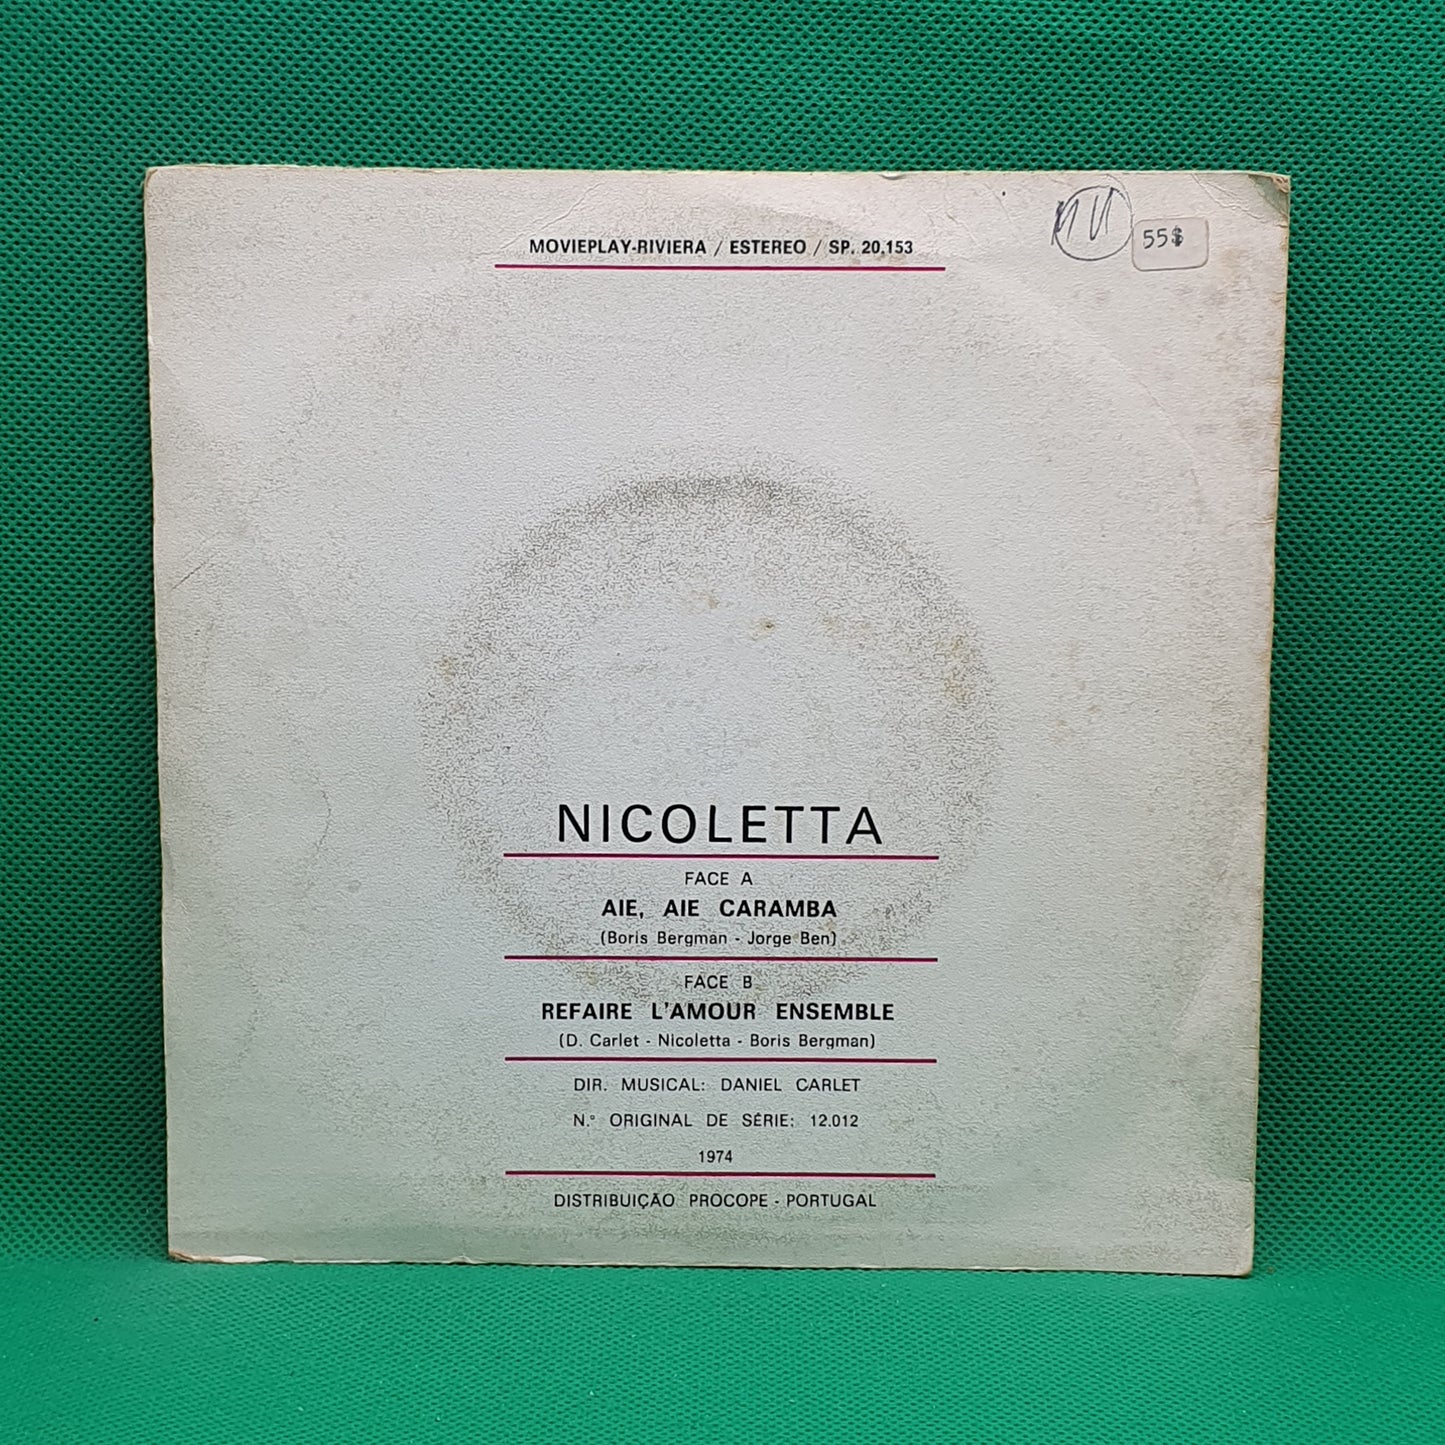 MOVIEPLAY-RIVIERA / ESTEREO / SP. 20,153
55$
NICOLETTA
FACE A
AIE, AIE CARAMBA
(Boris Bergman - Jorge Ben)
FACE B
REFAIRE L'AMOUR ENSEMBLE
(D. Carlet - Nicoletta - Boris Bergman)
DIR. MUSICAL: DANIEL CARLET
N.º ORIGINAL DE SÉRIE: 12.012
1974
DISTRIBUIÇÃO PROCOPE - PORTUGAL